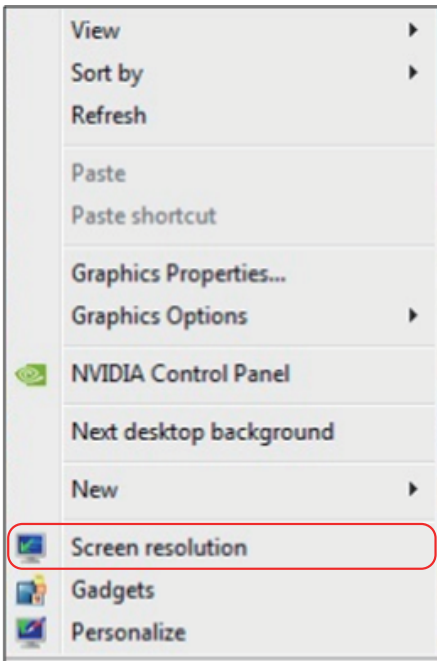 View
Sort by
Refresh
Paste
Paste shortcut
Graphics Properties...
Graphics Options
NVIDIA Control Panel
Next desktop background
New
Screen resolution
Gadgets
Personalize